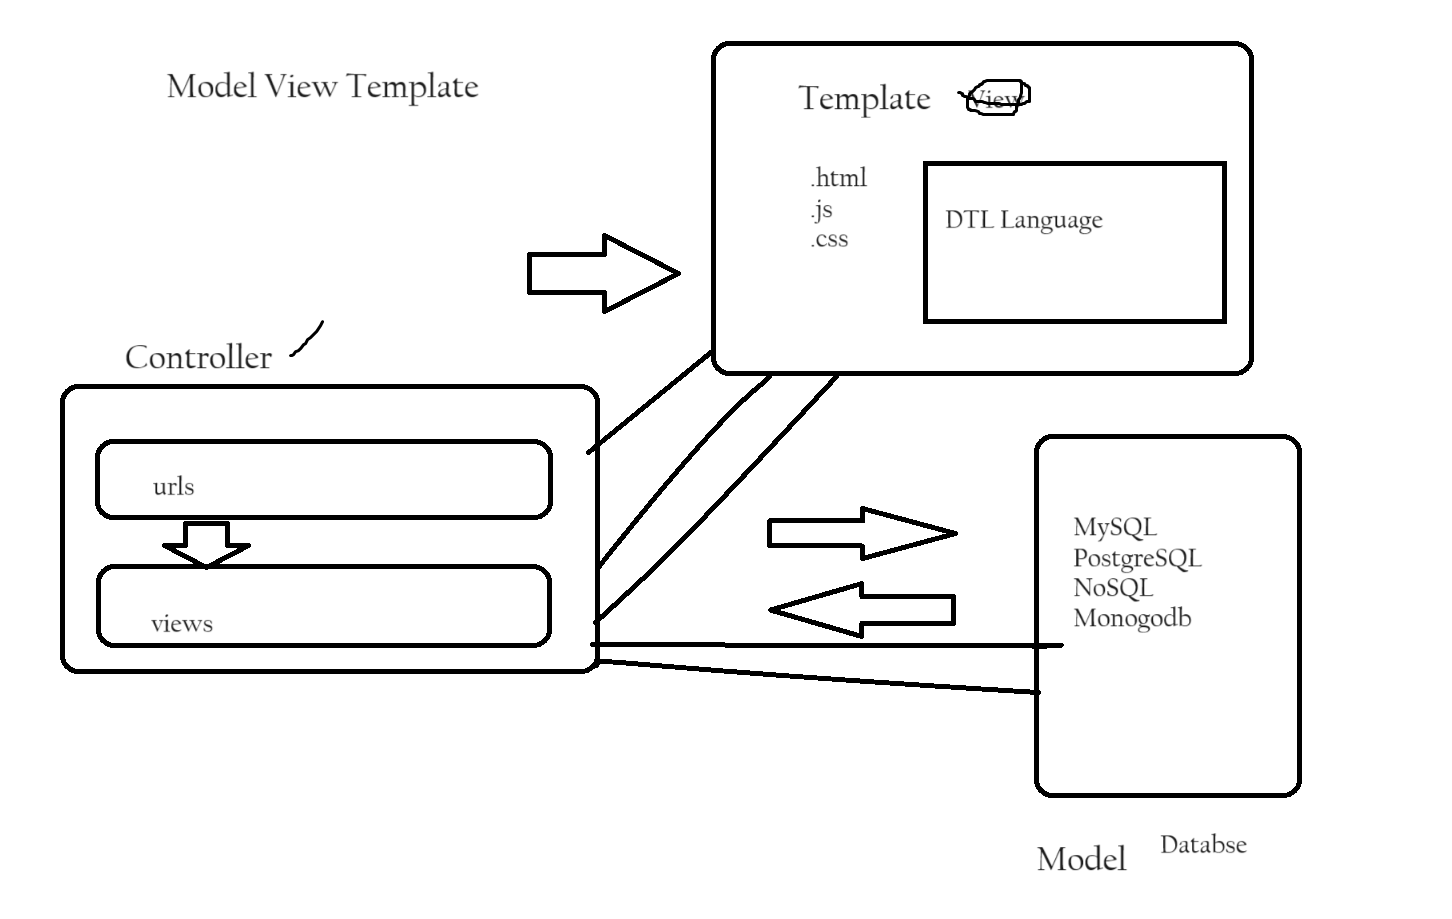 Model View Template
Template View
.html
.js
.css
DTL Language
Controller
urls
views
MySQL
PostgreSQL
NoSQL
Monogodb
Model
Databse